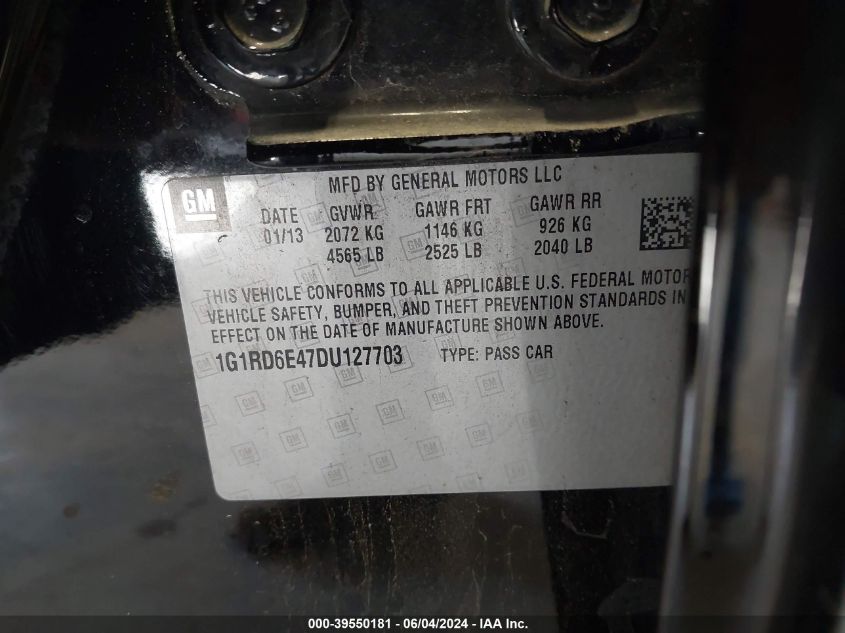 MFD BY GENERAL MOTORS LLC
GM
DATE GVWR GAWR FRT GAWR RR
01/13 2072 KG 1146 KG 926 KG
4565 LB 2525 LB 2040 LB
THIS VEHICLE CONFORMS TO ALL APPLICABLE U.S. FEDERAL MOTOR
VEHICLE SAFETY, BUMPER, AND THEFT PREVENTION STANDARDS IN
EFFECT ON THE DATE OF MANUFACTURE SHOWN ABOVE.
1G1RD6E47DU127703 TYPE: PASS CAR
000-39550181 - 06/04/2024 - IAA Inc.